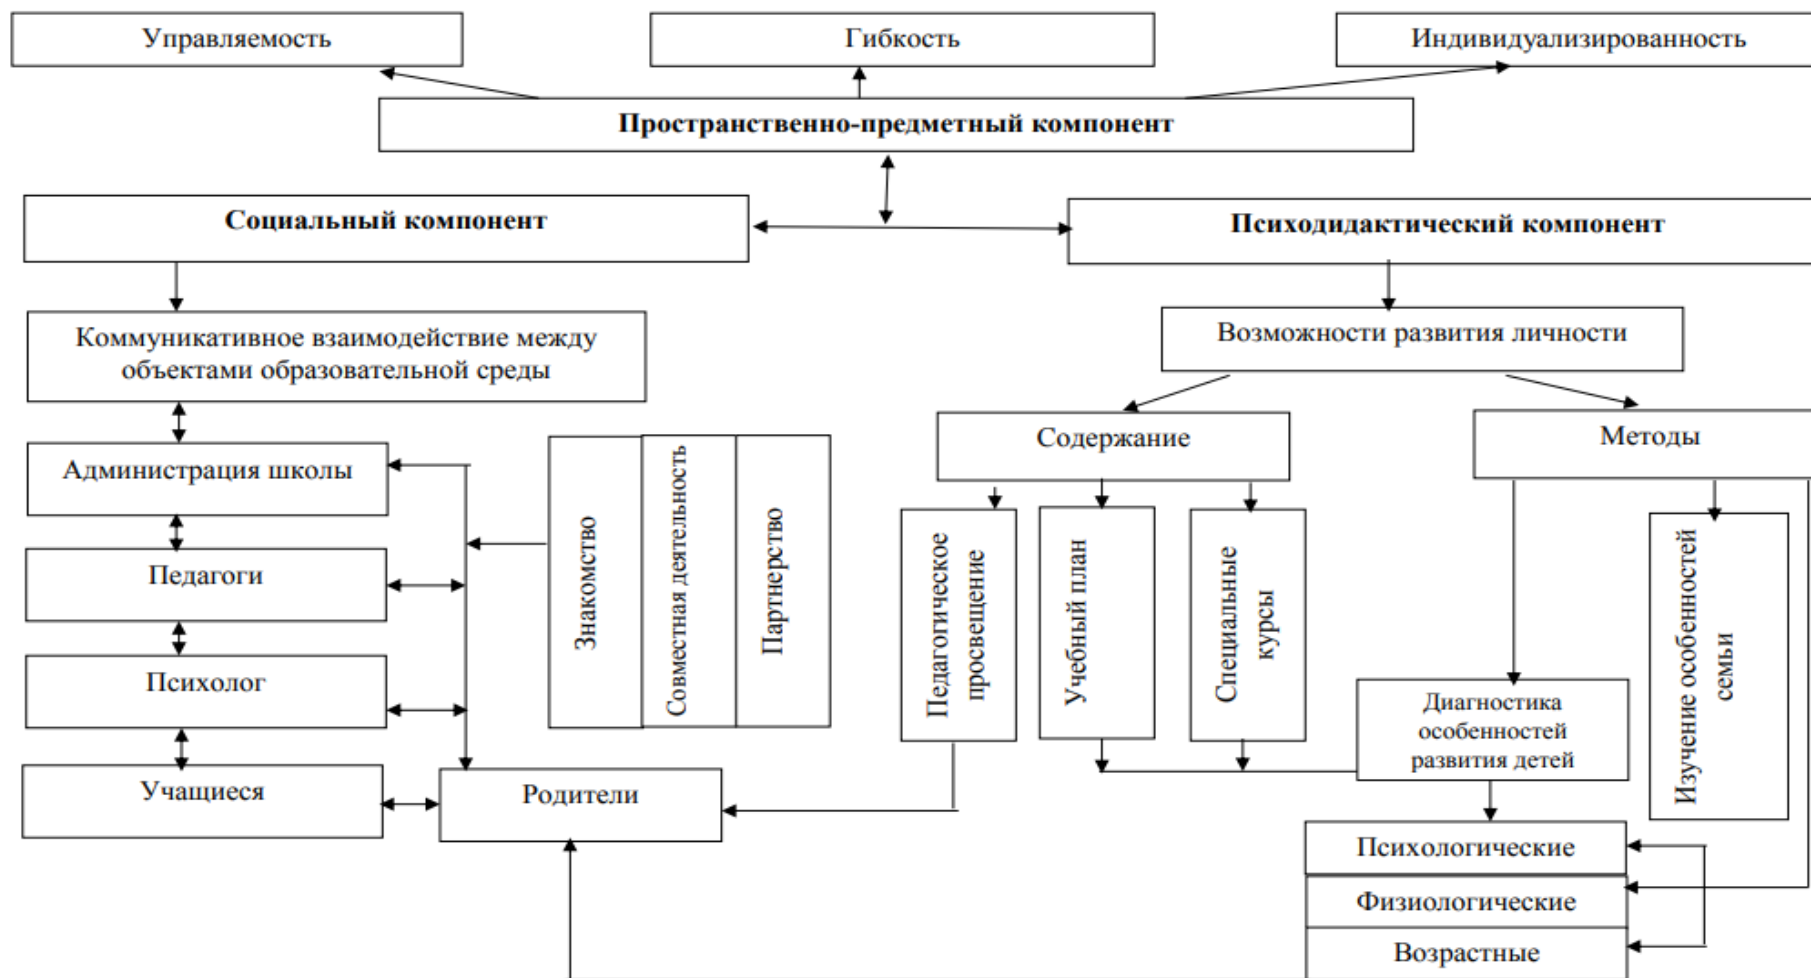 Управляемость
Гибкость
Индивидуализированность
Пространственно-предметный компонент
Социальный компонент
Психодидактический компонент
Коммуникативное взаимодействие между
объектами образовательной среды
Возможности развития личности
Содержание
Методы
Администрация школы
Педагоги
Психолог
Учащиеся
Родители
Знакомство
Совместная деятельность
Партнерство
Педагогическое
просвещение
Учебный план
Специальные
курсы
Диагностика
особенностей
развития детей
Изучение особенностей
семьи
Психологические
Физиологические
Возрастные